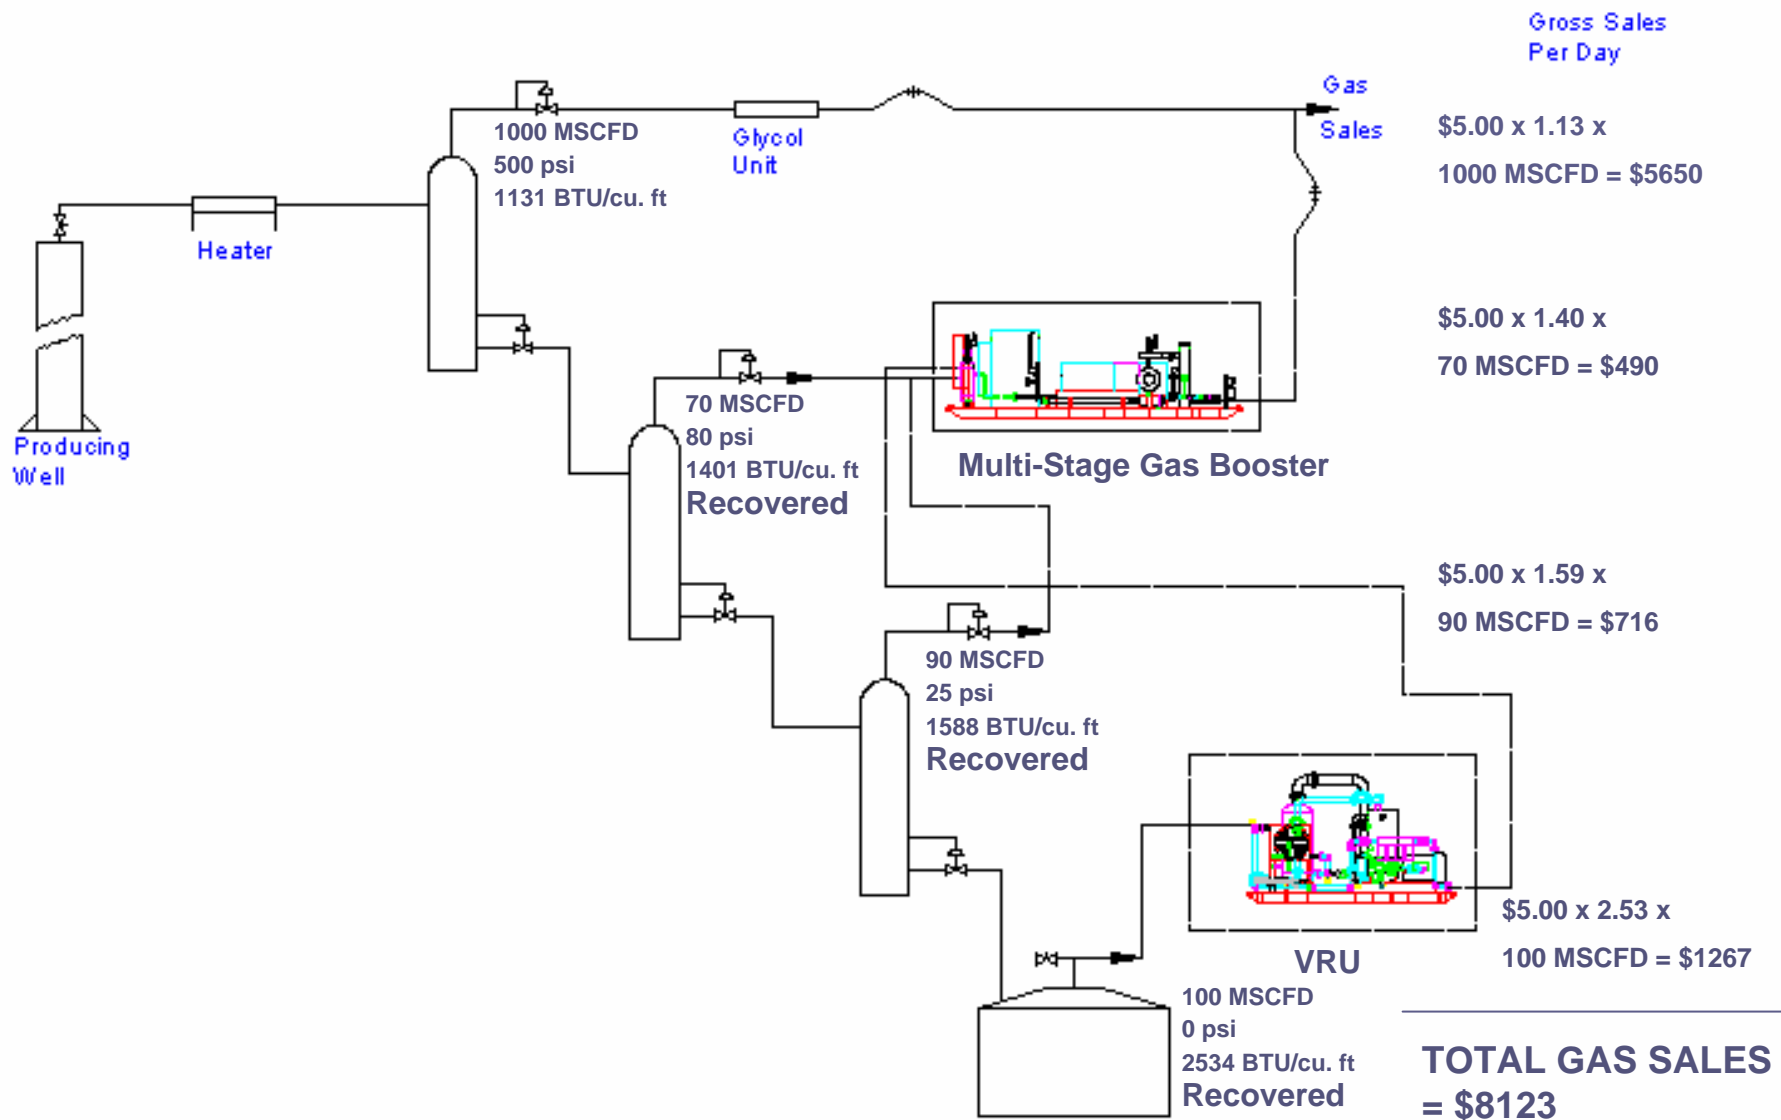 Gross Sales
Per Day
Gas
Sales
$5.00 x 1.13 x
1000 MSCFD = $5650
1000 MSCFD
500 psi
1131 BTU/cu. ft
Glycol
Unit
Heater
Producing
Well
$5.00 x 1.40 x
70 MSCFD = $490
70 MSCFD
80 psi
1401 BTU/cu. ft
Recovered
Multi-Stage Gas Booster
$5.00 x 1.59 x
90 MSCFD = $716
90 MSCFD
25 psi
1588 BTU/cu. ft
Recovered
VRU
$5.00 x 2.53 x
100 MSCFD = $1267
100 MSCFD
0 psi
2534 BTU/cu. ft
Recovered
TOTAL GAS SALES
= $8123